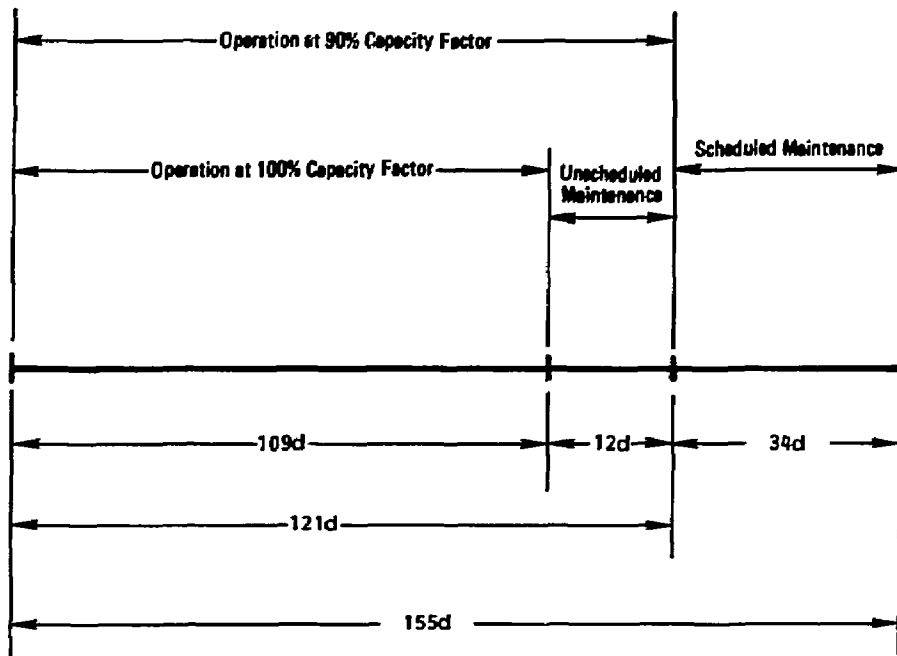 Operation at 90% Capacity Factor
Scheduled Maintenance
Operation at 100% Capacity Factor
Unscheduled
Maintenance
109d
12d
34d
121d
155d